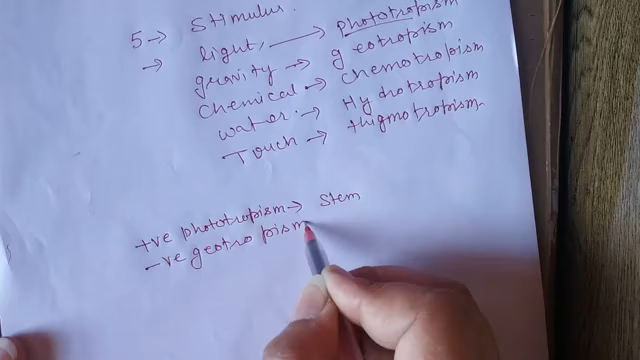 5 → Stimulus.
→ light, → phototropism
gravity → geotropism
Chemical → chemotropism
water. → Hydrotropism
Touch → thigmotropism
+ve phototropism → Stem
-ve geotropism